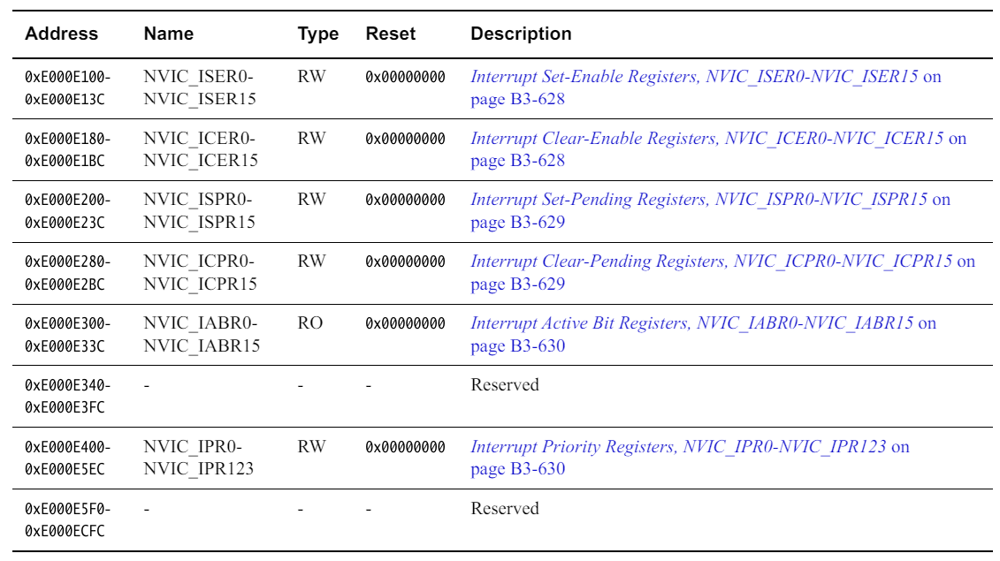 Address Name Type Reset Description
0xE000E100- NVIC_ISER0- RW 0x00000000 Interrupt Set-Enable Registers, NVIC_ISER0-NVIC_ISER15 on
0xE000E13C NVIC_ISER15 page B3-628
0xE000E180- NVIC_ICER0- RW 0x00000000 Interrupt Clear-Enable Registers, NVIC_ICER0-NVIC_ICER15 on
0xE000E1BC NVIC_ICER15 page B3-628
0xE000E200- NVIC_ISPR0- RW 0x00000000 Interrupt Set-Pending Registers, NVIC_ISPR0-NVIC_ISPR15 on
0xE000E23C NVIC_ISPR15 page B3-629
0xE000E280- NVIC_ICPR0- RW 0x00000000 Interrupt Clear-Pending Registers, NVIC_ICPR0-NVIC_ICPR15 on
0xE000E2BC NVIC_ICPR15 page B3-629
0xE000E300- NVIC_IABR0- RO 0x00000000 Interrupt Active Bit Registers, NVIC_IABR0-NVIC_IABR15 on
0xE000E33C NVIC_IABR15 page B3-630
0xE000E340- - - - Reserved
0xE000E3FC
0xE000E400- NVIC_IPR0- RW 0x00000000 Interrupt Priority Registers, NVIC_IPR0-NVIC_IPR123 on
0xE000E5EC NVIC_IPR123 page B3-630
0xE000E5F0- - - - Reserved
0xE000ECFC